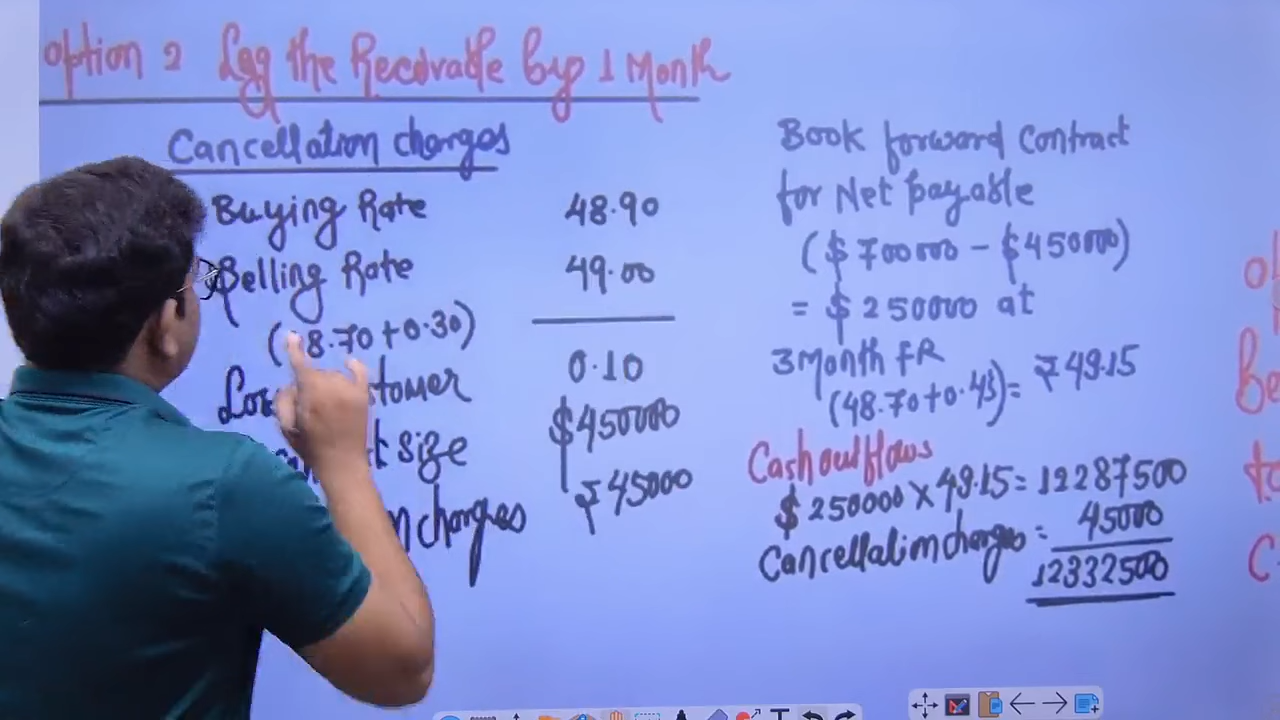 Option 2 Lag the Receivable by 1 Month
Cancellation charges
Buying Rate 48.90
Selling Rate 49.00
8.70+0.30)
0.10
$450000
size
₹45000
charges
Book forward Contract
for Net payable
($700000 - $450000)
= $250000 at
3 Month FR
(48.70+0.45)= ₹49.15
Cash outflows
$250000 × 49.15 = 12287500
Cancellation charges = 45000
12332500